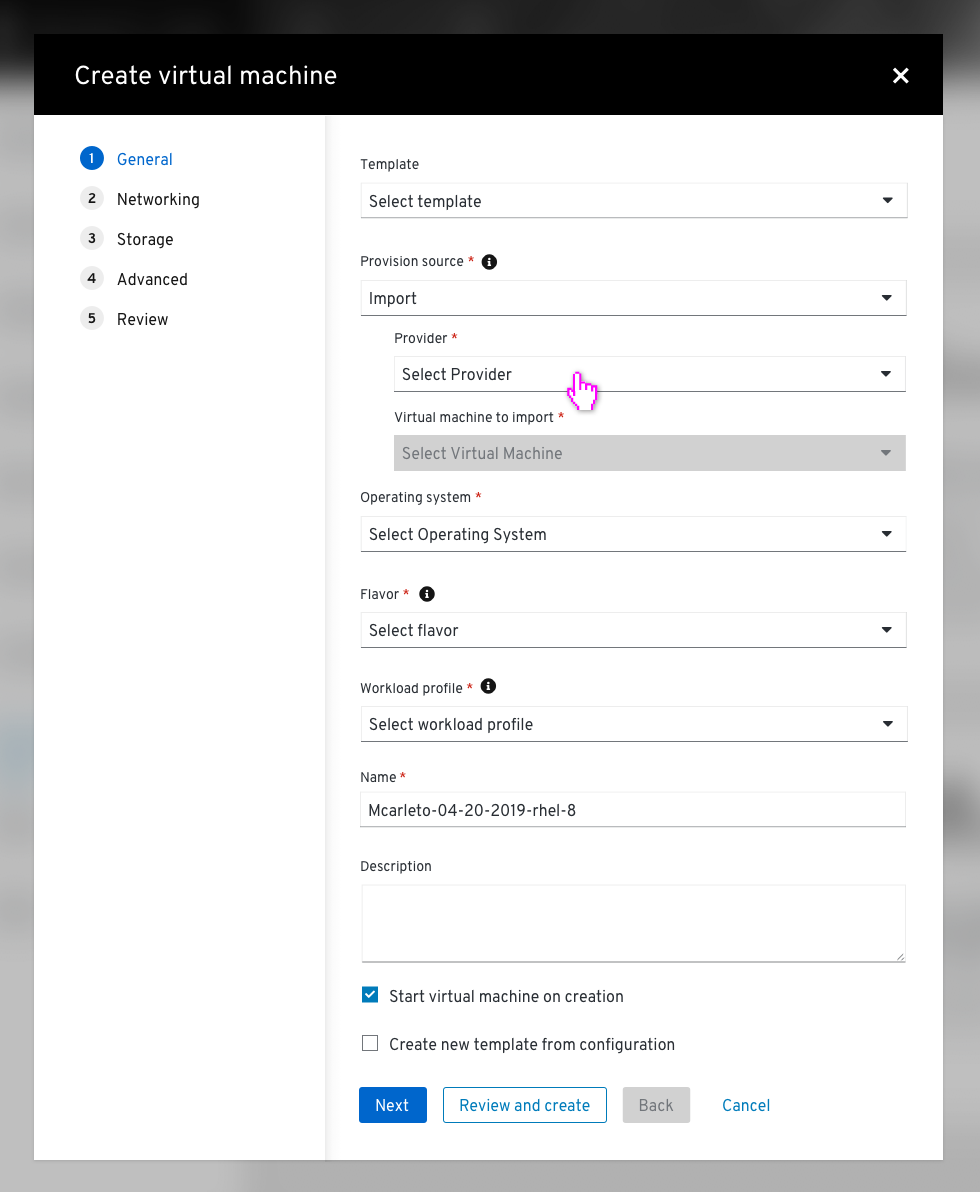 Create virtual machine
1 General
2 Networking
3 Storage
4 Advanced
5 Review
Template
Select template
Provision source *
Import
Provider *
Select Provider
Virtual machine to import *
Select Virtual Machine
Operating system *
Select Operating System
Flavor *
Select flavor
Workload profile *
Select workload profile
Name *
Mcarleto-04-20-2019-rhel-8
Description
Start virtual machine on creation
Create new template from configuration
Next Review and create Back Cancel